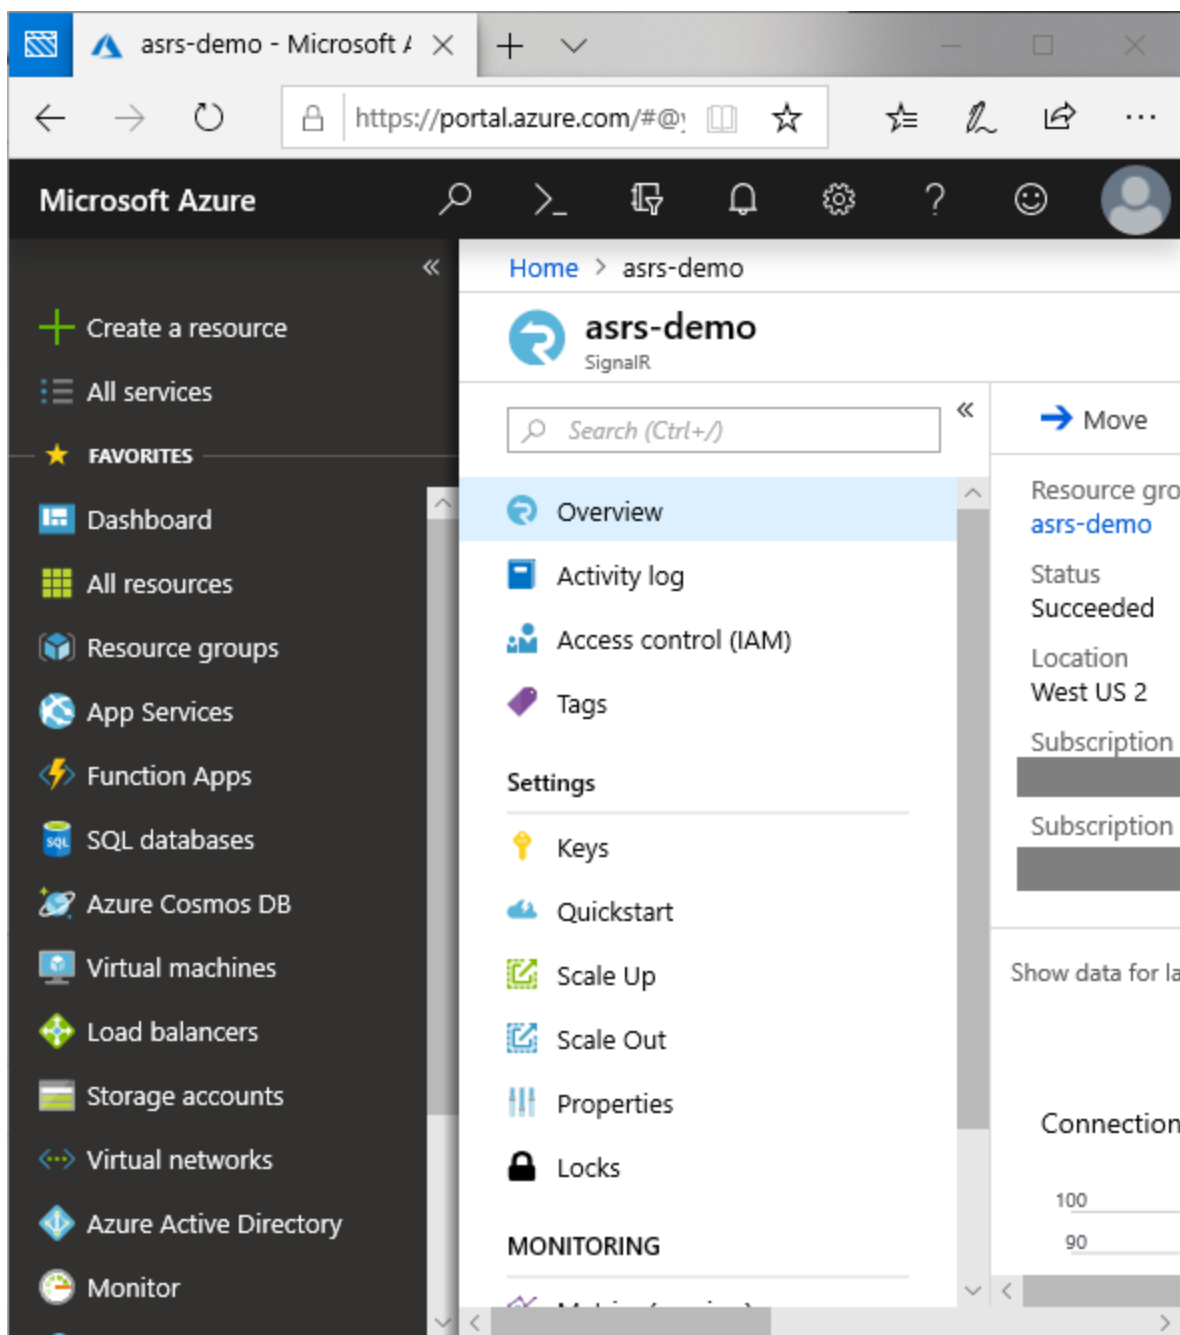 asrs-demo - Microsoft A
https://portal.azure.com/#@
Microsoft Azure
Home > asrs-demo
asrs-demo
SignalR
Create a resource
All services
FAVORITES
Dashboard
All resources
Resource groups
App Services
Function Apps
SQL databases
Azure Cosmos DB
Virtual machines
Load balancers
Storage accounts
Virtual networks
Azure Active Directory
Monitor
Search (Ctrl+/)
Overview
Activity log
Access control (IAM)
Tags
Settings
Keys
Quickstart
Scale Up
Scale Out
Properties
Locks
MONITORING
Move
Resource gro
asrs-demo
Status
Succeeded
Location
West US 2
Subscription
Subscription
Show data for la
Connection
100
90